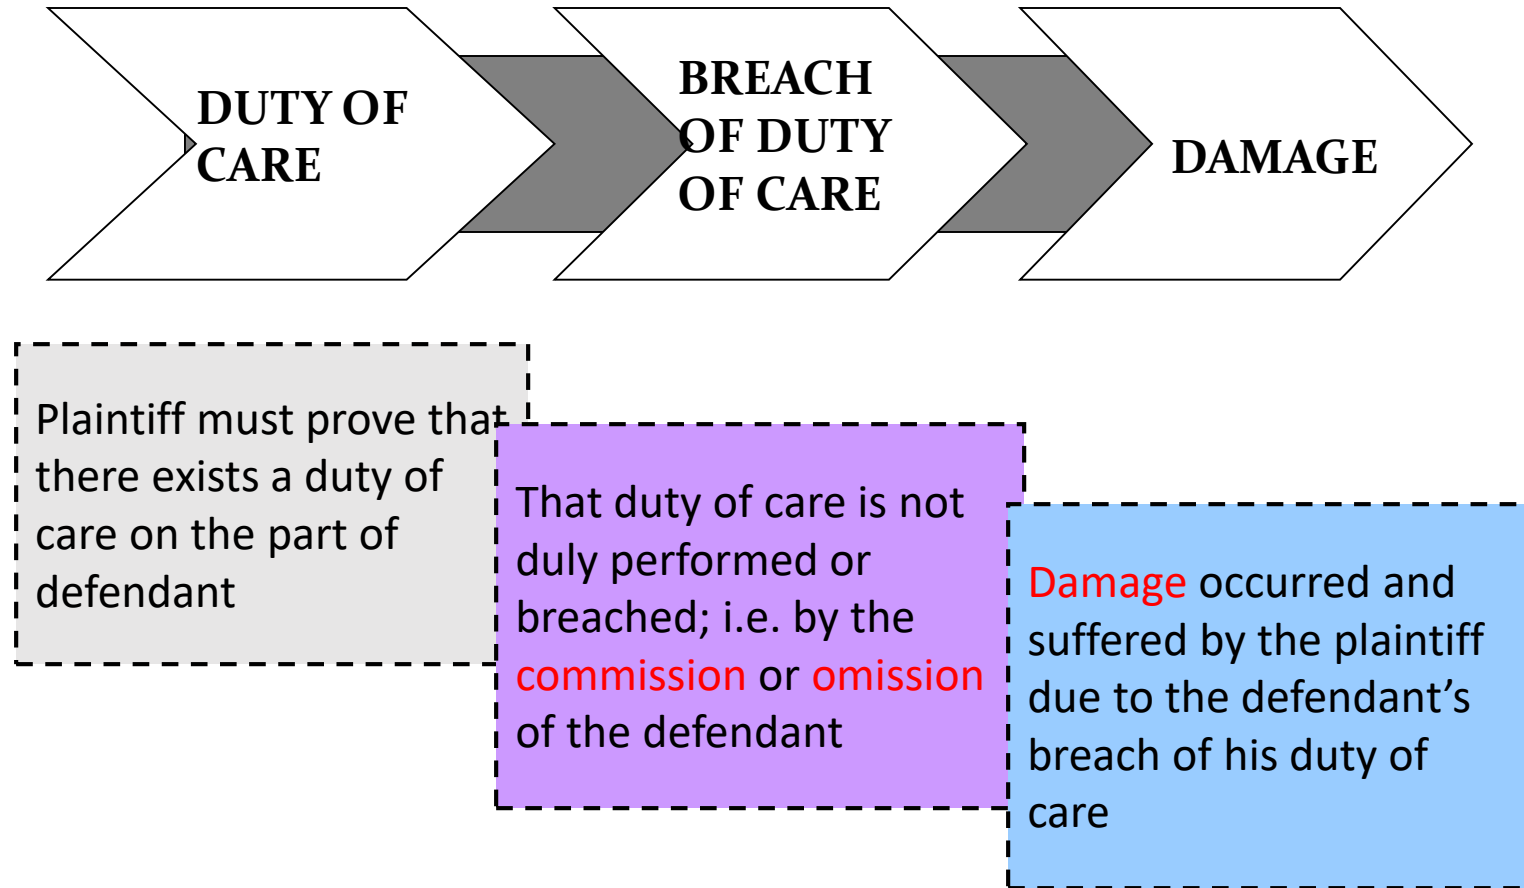 DUTY OF
CARE
BREACH
OF DUTY
OF CARE
DAMAGE
Plaintiff must prove that
there exists a duty of
care on the part of
defendant
That duty of care is not
duly performed or
breached; i.e. by the
commission or omission
of the defendant
Damage occurred and
suffered by the plaintiff
due to the defendant’s
breach of his duty of
care